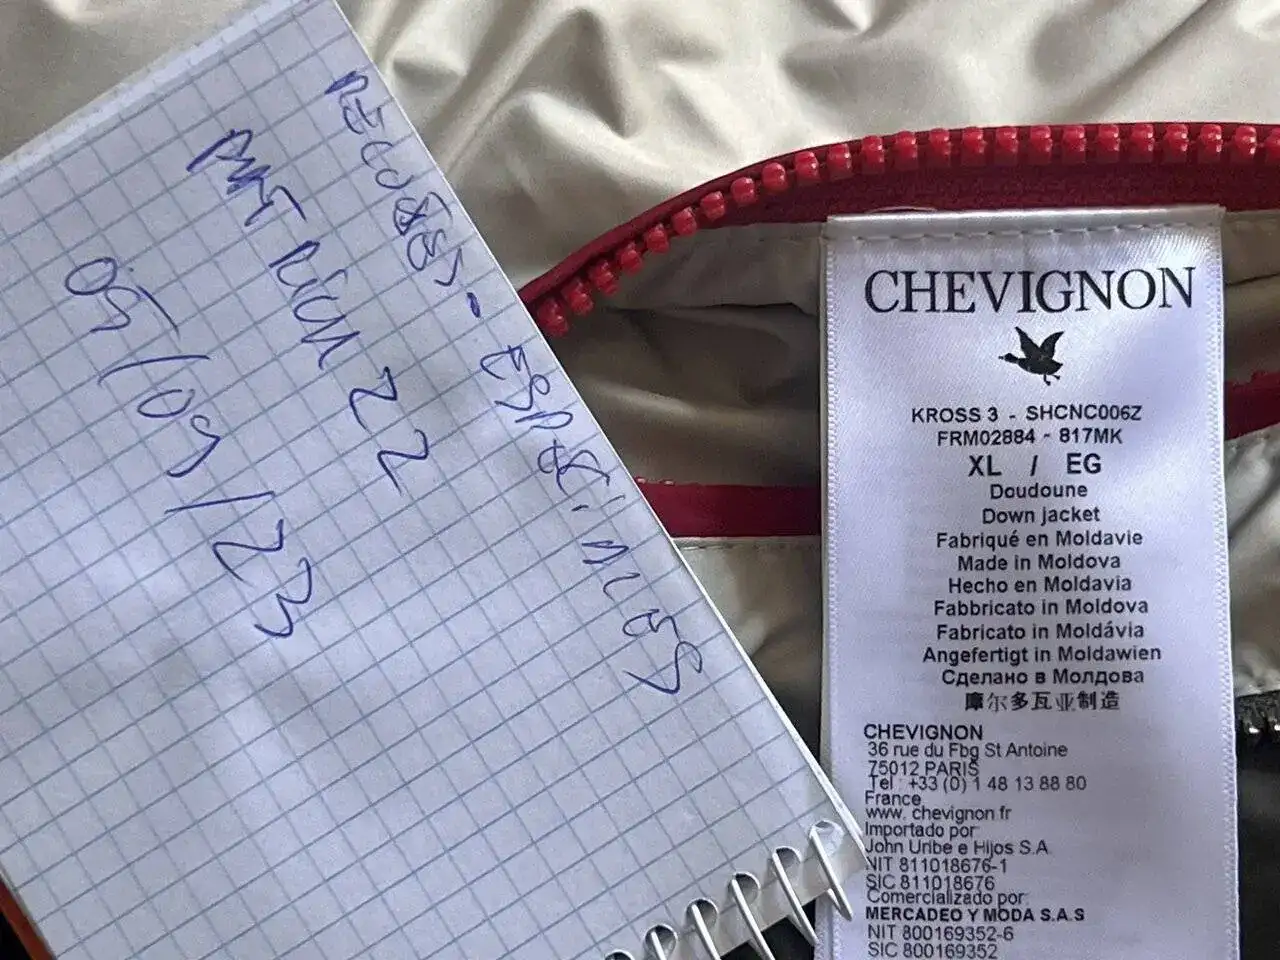 05/09/23
CHEVIGNON
KROSS 3 - SHCNC006Z
FRM02884 - 817MK
XL / EG
Doudoune
Down jacket
Fabriqué en Moldavie
Made in Moldova
Hecho en Moldavia
Fabbricato in Moldova
Fabricato in Moldávia
Angefertigt in Moldawien
Сделано в Молдова
摩尔多瓦亚制造
CHEVIGNON
36 rue du Fbg St Antoine
75012 PARIS
Tel : +33 (0) 1 48 13 88 80
France
www. chevignon.fr
Importado por:
John Uribe e Hijos S.A.
NIT 811018676-1
SIC 811018676
Comercializado por:
MERCADEO Y MODA S.A.S
NIT 800169352-6
SIC 800169352